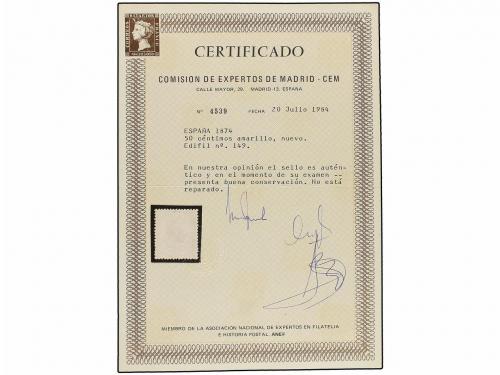 CERTIFICADO
COMISION DE EXPERTOS DE MADRID - CEM
CALLE MAYOR, 29. MADRID-13. ESPAÑA
Nº 4539 FECHA 20 Julio 1984
ESPAÑA 1874
50 céntimos amarillo, nuevo.
Edifil nº. 149.
En nuestra opinión el sello es autén-
tico y en el momento de su examen --
presenta buena conservación. No está
reparado.
MIEMBRO DE LA ASOCIACION NACIONAL DE EXPERTOS EN FILATELIA
E HISTORIA POSTAL ANEF